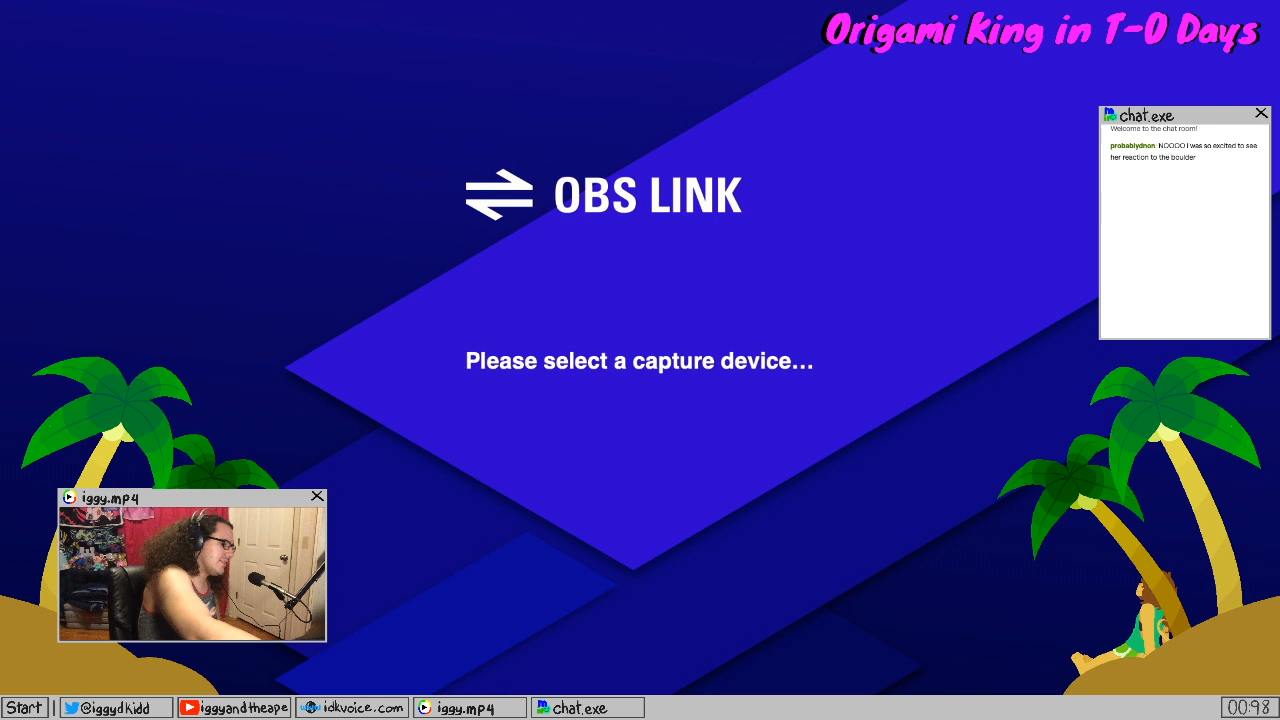 Origami King in T-0 Days
chat.exe
Welcome to the chat room!
probablydnon: NOOOO I was so excited to see
her reaction to the boulder
OBS LINK
Please select a capture device...
iggy.mp4
Start | @iggydkidd iggyandtheape idkvoice.com iggy.mp4 chat.exe 00:98